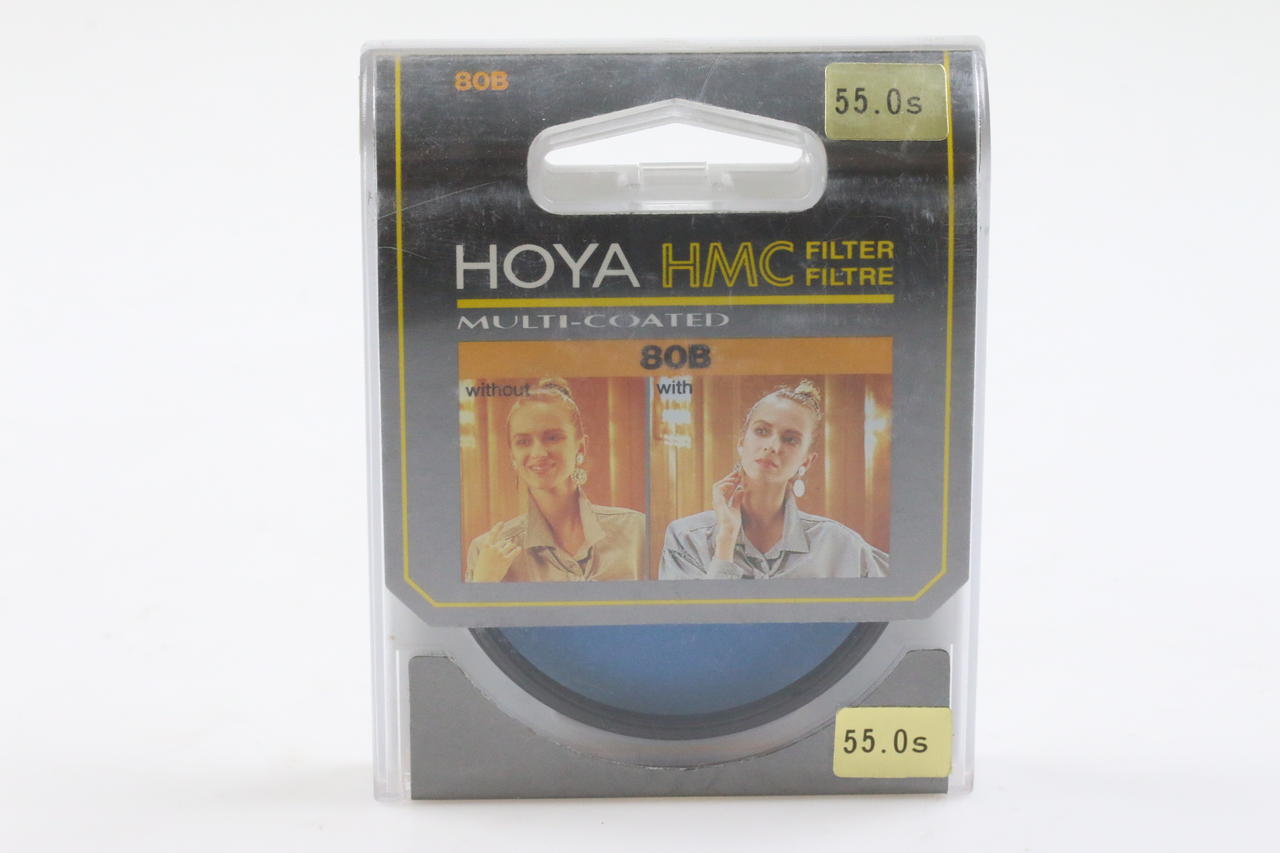 80B
55.0s
HOYA HMC FILTER
FILTRE
MULTI-COATED
80B
without
with
55.0s